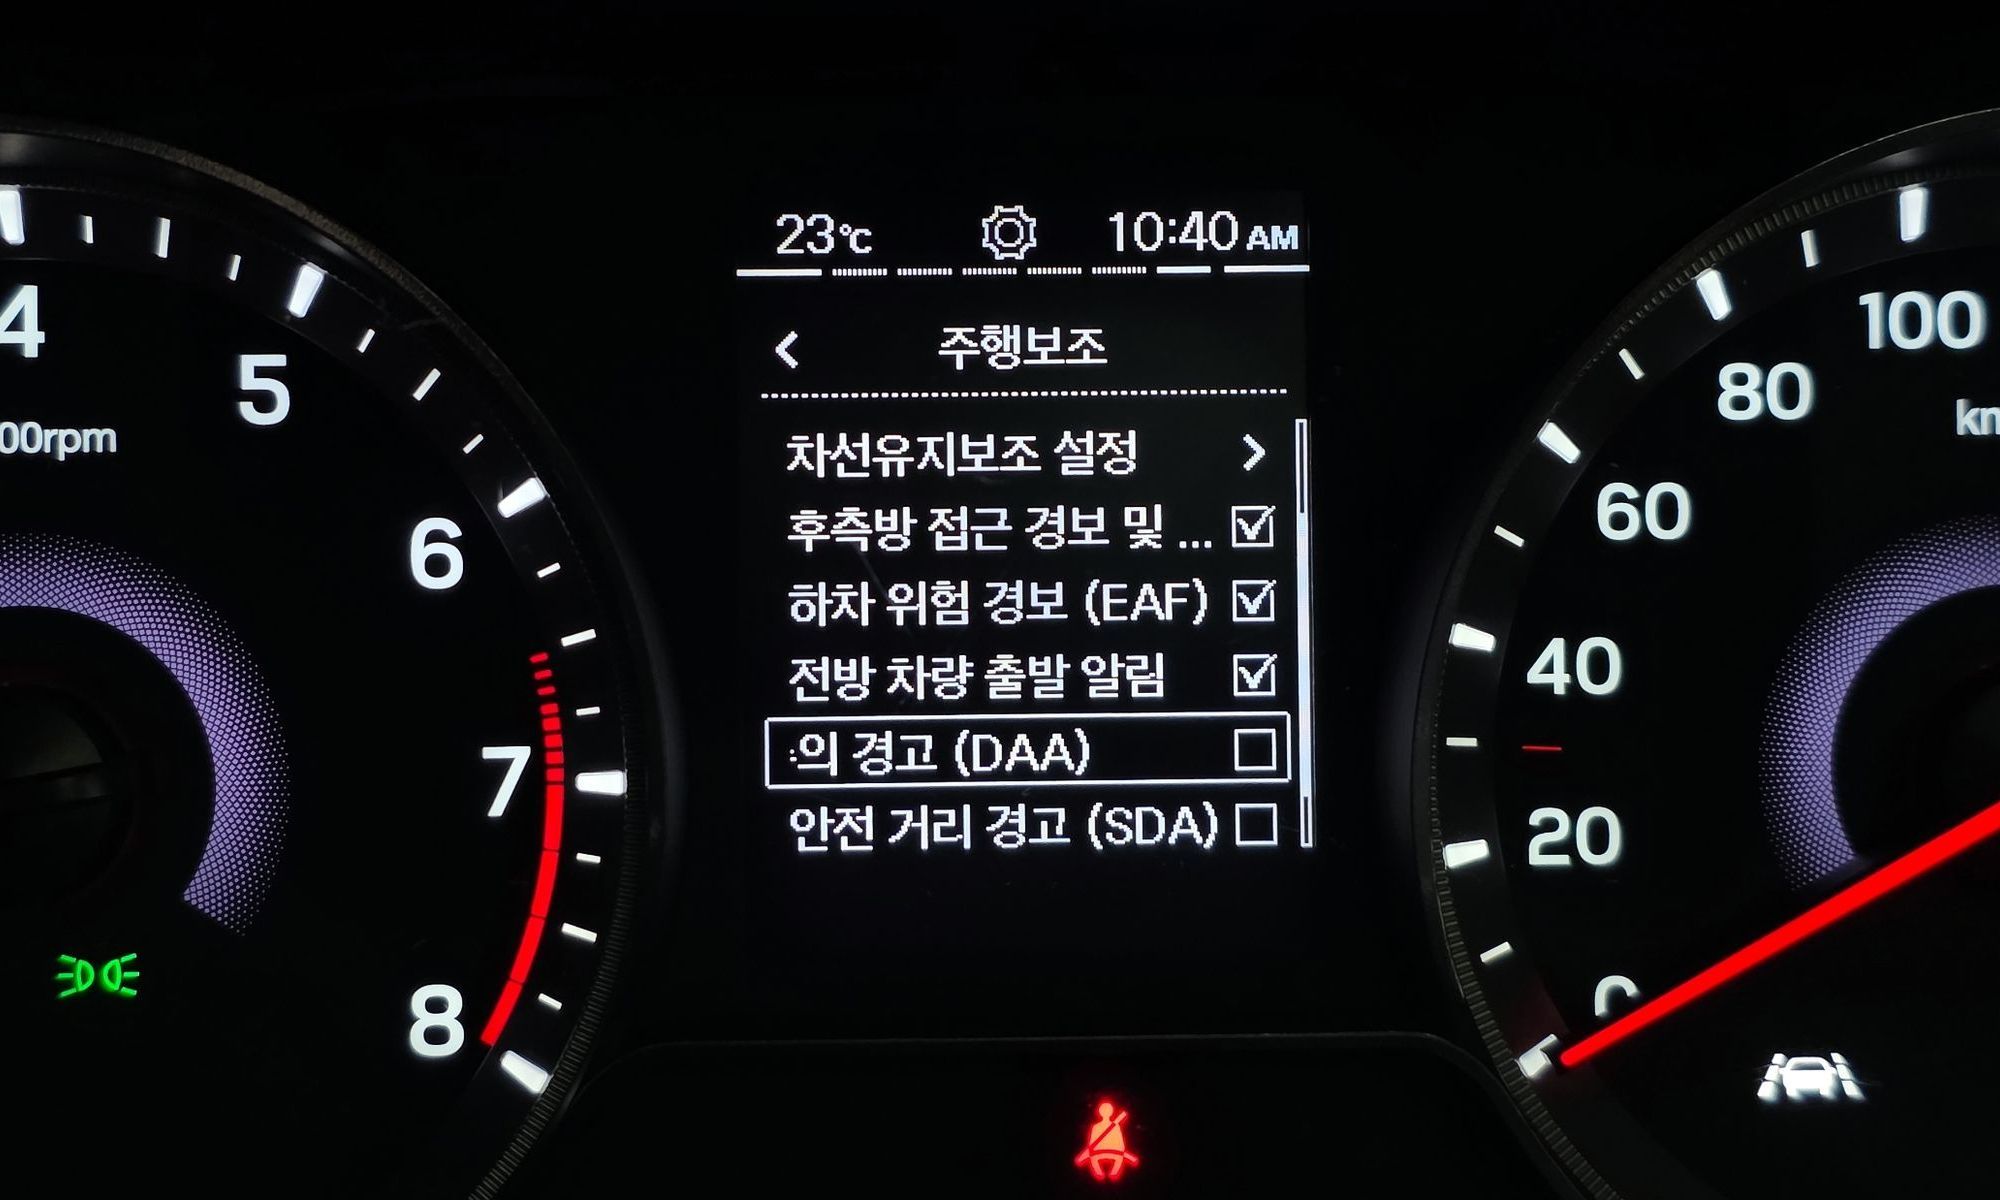 23℃ 10:40 AM
주행보조
차선유지보조 설정
후측방 접근 경보 및 ...
하차 위험 경보 (EAF)
전방 차량 출발 알림
의 경고 (DAA)
안전 거리 경고 (SDA)
4
5
00rpm
6
7
8
100
80
km
60
40
20
0